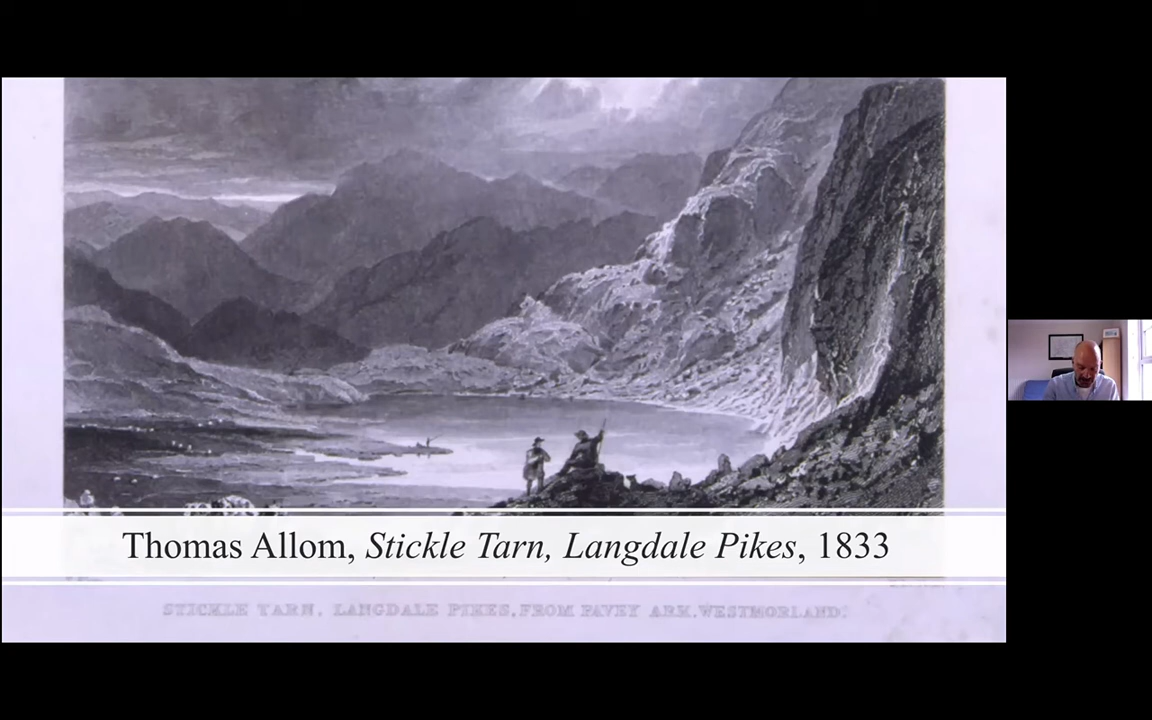 Thomas Allom, Stickle Tarn, Langdale Pikes, 1833
STICKLE TARN, LANGDALE PIKES, FROM PAVEY ARK, WESTMORLAND.